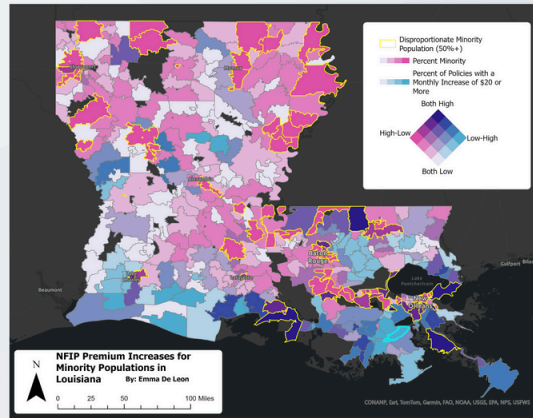 Disproportionate Minority
Population (50%+)
Percent Minority
Percent of Policies with a
Monthly Increase of $20 or
More
Both High
High-Low
Low-High
Both Low
Monroe
Alexandria
Baton
Rouge
Lafayette
Lake
Pontchartrain
Beaumont
Gulfport
NFIP Premium Increases for
Minority Populations in
Louisiana By: Emma De Leon
N
0 25 50 100 Miles
CONANP, Esri, TomTom, Garmin, FAO, NOAA, USGS, EPA, NPS, USFWS